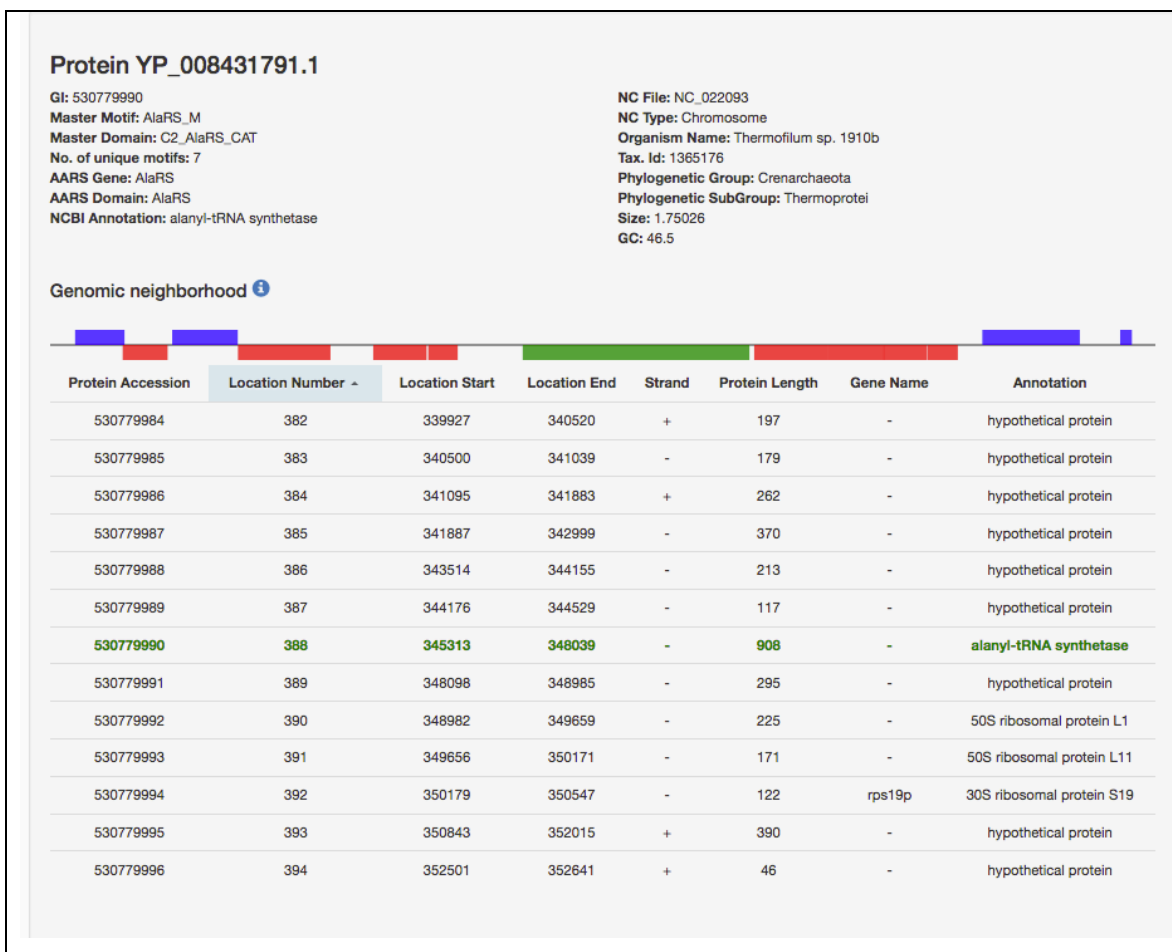 Protein YP_008431791.1
GI: 530779990
Master Motif: AlaRS_M
Master Domain: C2_AlaRS_CAT
No. of unique motifs: 7
AARS Gene: AlaRS
AARS Domain: AlaRS
NCBI Annotation: alanyl-tRNA synthetase
NC File: NC_022093
NC Type: Chromosome
Organism Name: Thermofilum sp. 1910b
Tax. Id: 1365176
Phylogenetic Group: Crenarchaeota
Phylogenetic SubGroup: Thermoprotei
Size: 1.75026
GC: 46.5
Genomic neighborhood
Protein Accession Location Number Location Start Location End Strand Protein Length Gene Name Annotation
530779984 382 339927 340520 + 197 - hypothetical protein
530779985 383 340500 341039 - 179 - hypothetical protein
530779986 384 341095 341883 + 262 - hypothetical protein
530779987 385 341887 342999 - 370 - hypothetical protein
530779988 386 343514 344155 - 213 - hypothetical protein
530779989 387 344176 344529 - 117 - hypothetical protein
530779990 388 345313 348039 - 908 - alanyl-tRNA synthetase
530779991 389 348098 348985 - 295 - hypothetical protein
530779992 390 348982 349659 - 225 - 50S ribosomal protein L1
530779993 391 349656 350171 - 171 - 50S ribosomal protein L11
530779994 392 350179 350547 - 122 rps19p 30S ribosomal protein S19
530779995 393 350843 352015 + 390 - hypothetical protein
530779996 394 352501 352641 + 46 - hypothetical protein